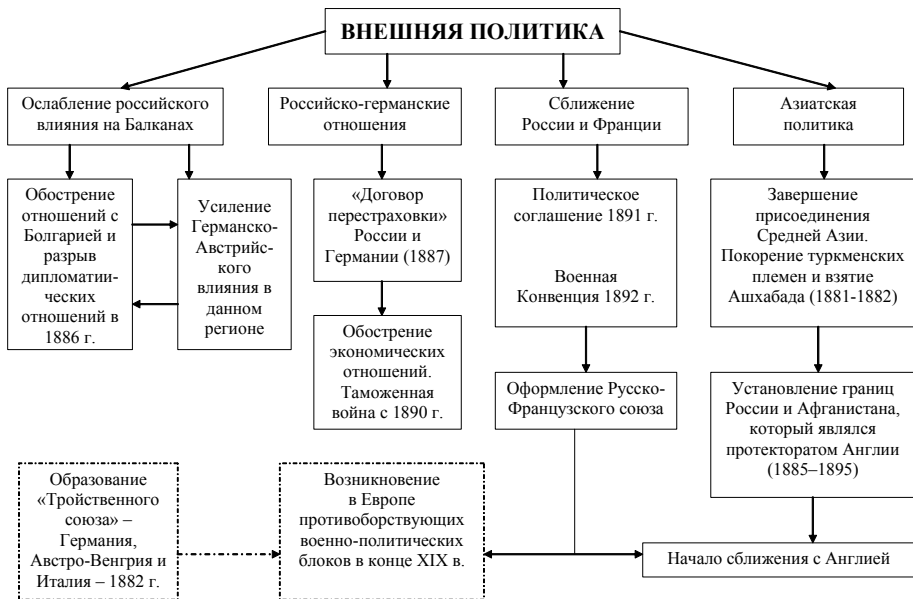 ВНЕШНЯЯ ПОЛИТИКА
Ослабление российского
влияния на Балканах
Российско-германские
отношения
Сближение
России и Франции
Азиатская
политика
Обострение
отношений с
Болгарией и
разрыв
дипломатии-
ических
отношений в
1886 г.
Усиление
Германско-
Австрийс-
кого
влияния в
данном
регионе
«Договор
перестраховки»
России и
Германии (1887)
Политическое
соглашение 1891 г.
Военная
Конвенция 1892 г.
Завершение
присоединения
Средней Азии.
Покорение туркменских
племен и взятие
Ашхабада (1881-1882)
Обострение
экономических
отношений.
Таможенная
война с 1890 г.
Оформление Русско-
Французского союза
Установление границ
России и Афганистана,
который являлся
протекторатом Англии
(1885–1895)
Образование
«Тройственного
союза» –
Германия,
Австро-Венгрия и
Италия – 1882 г.
Возникновение
в Европе
противоборствующих
военно-политических
блоков в конце XIX в.
Начало сближения с Англией